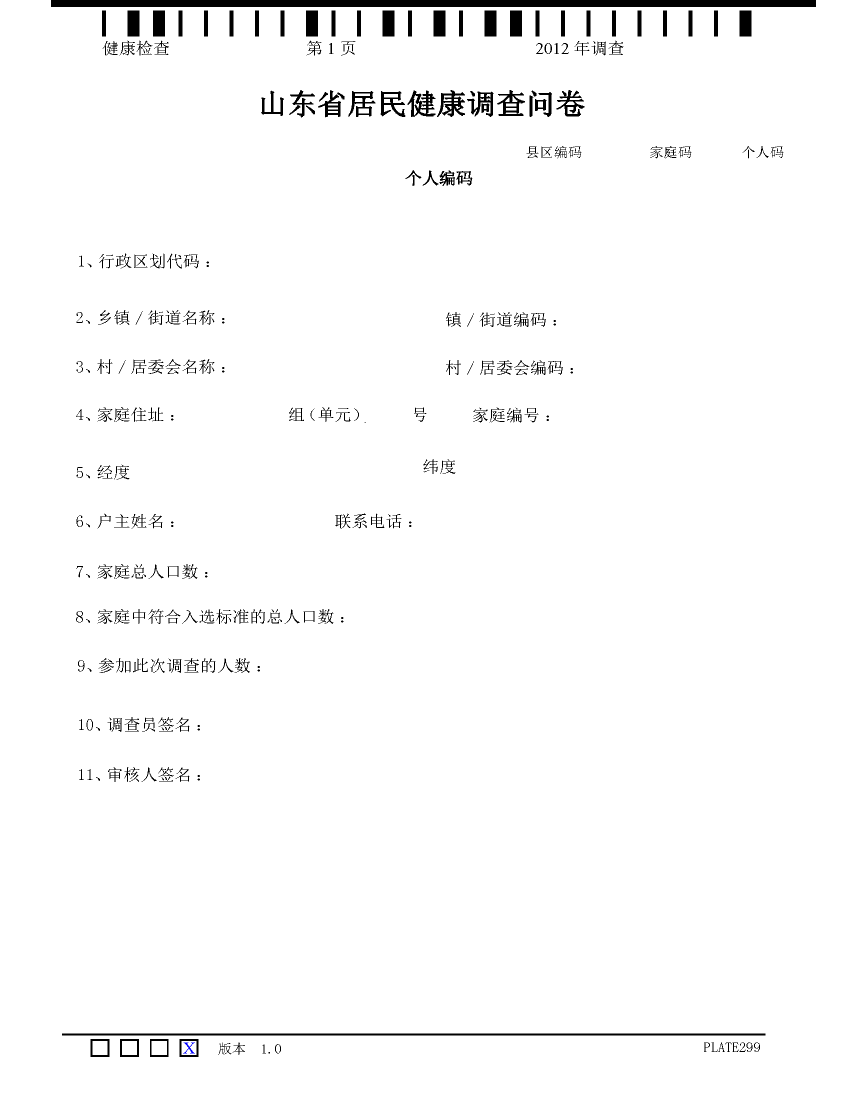 健康检查 第 1 页 2012 年调查
山东省居民健康调查问卷
县区编码 家庭码 个人码
个人编码
1、行政区划代码：
2、乡镇／街道名称： 镇／街道编码：
3、村／居委会名称： 村／居委会编码：
4、家庭住址： 组（单元） 号 家庭编号：
5、经度 纬度
6、户主姓名： 联系电话：
7、家庭总人口数：
8、家庭中符合入选标准的总人口数：
9、参加此次调查的人数：
10、调查员签名：
11、审核人签名：
X 版本 1.0 PLATE299